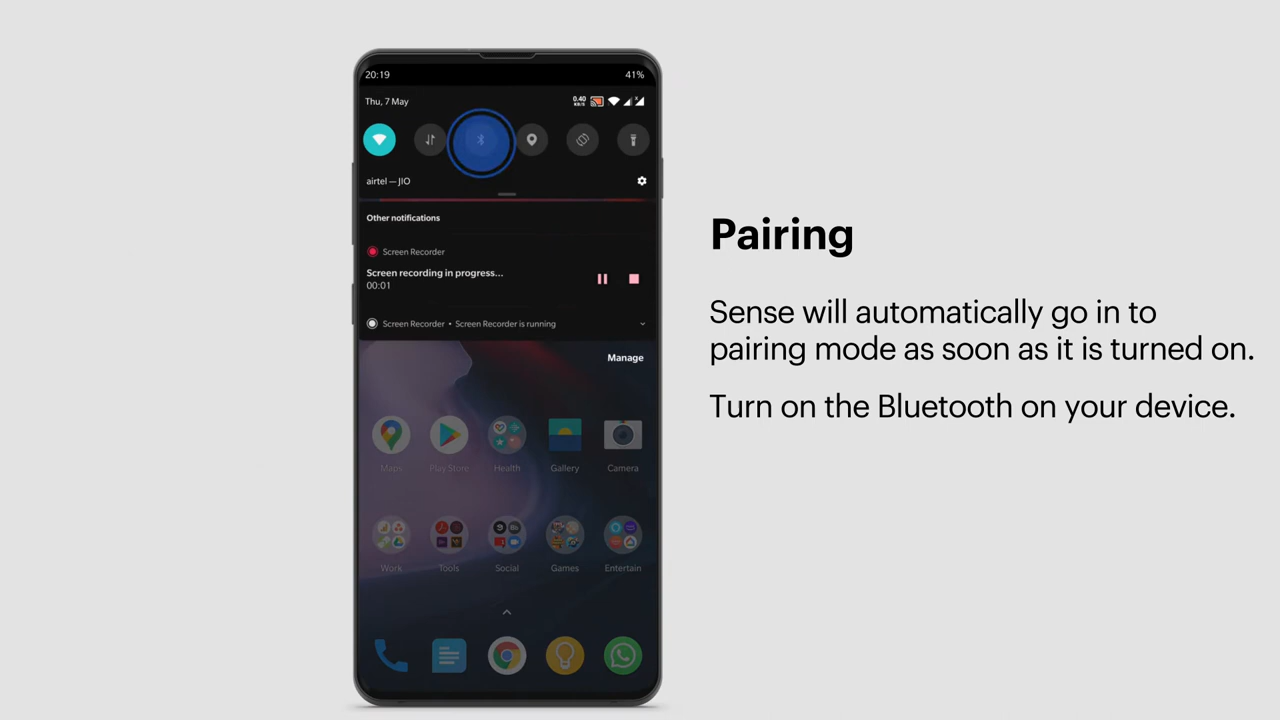 20:19
41%
Thu, 7 May
0.40
KB/S
airtel — JIO
Other notifications
Screen Recorder
Screen recording in progress...
00:01
Screen Recorder • Screen Recorder is running
Manage
Maps
Play Store
Health
Gallery
Camera
Work
Tools
Social
Games
Entertain
Pairing
Sense will automatically go in to
pairing mode as soon as it is turned on.
Turn on the Bluetooth on your device.